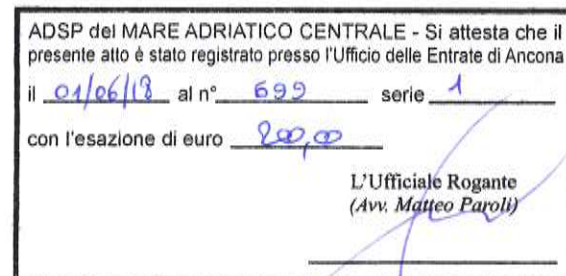 ADSP del MARE ADRIATICO CENTRALE - Si attesta che il
presente atto è stato registrato presso l'Ufficio delle Entrate di Ancona
il 01/06/18 al n° 699 serie 1
con l'esazione di euro 200,00
L'Ufficiale Rogante
(Avv. Matteo Paroli)